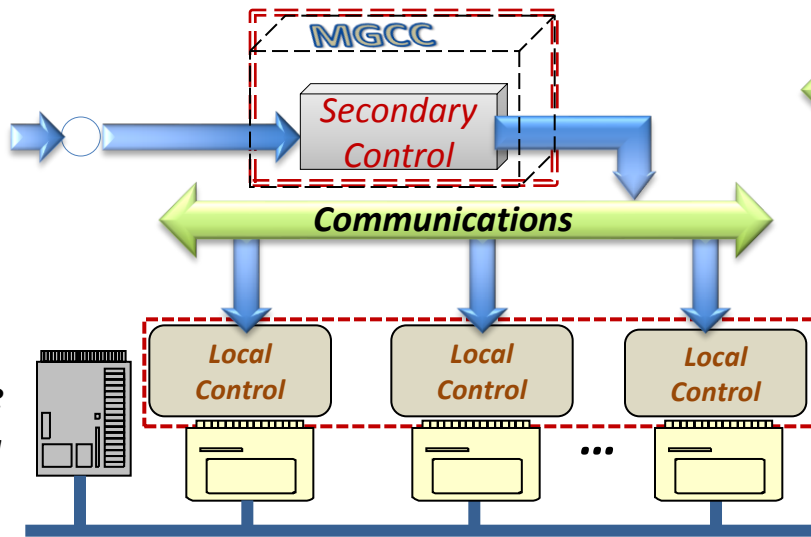 MGCC
Secondary
Control
Communications
Local
Control
Local
Control
Local
Control
...